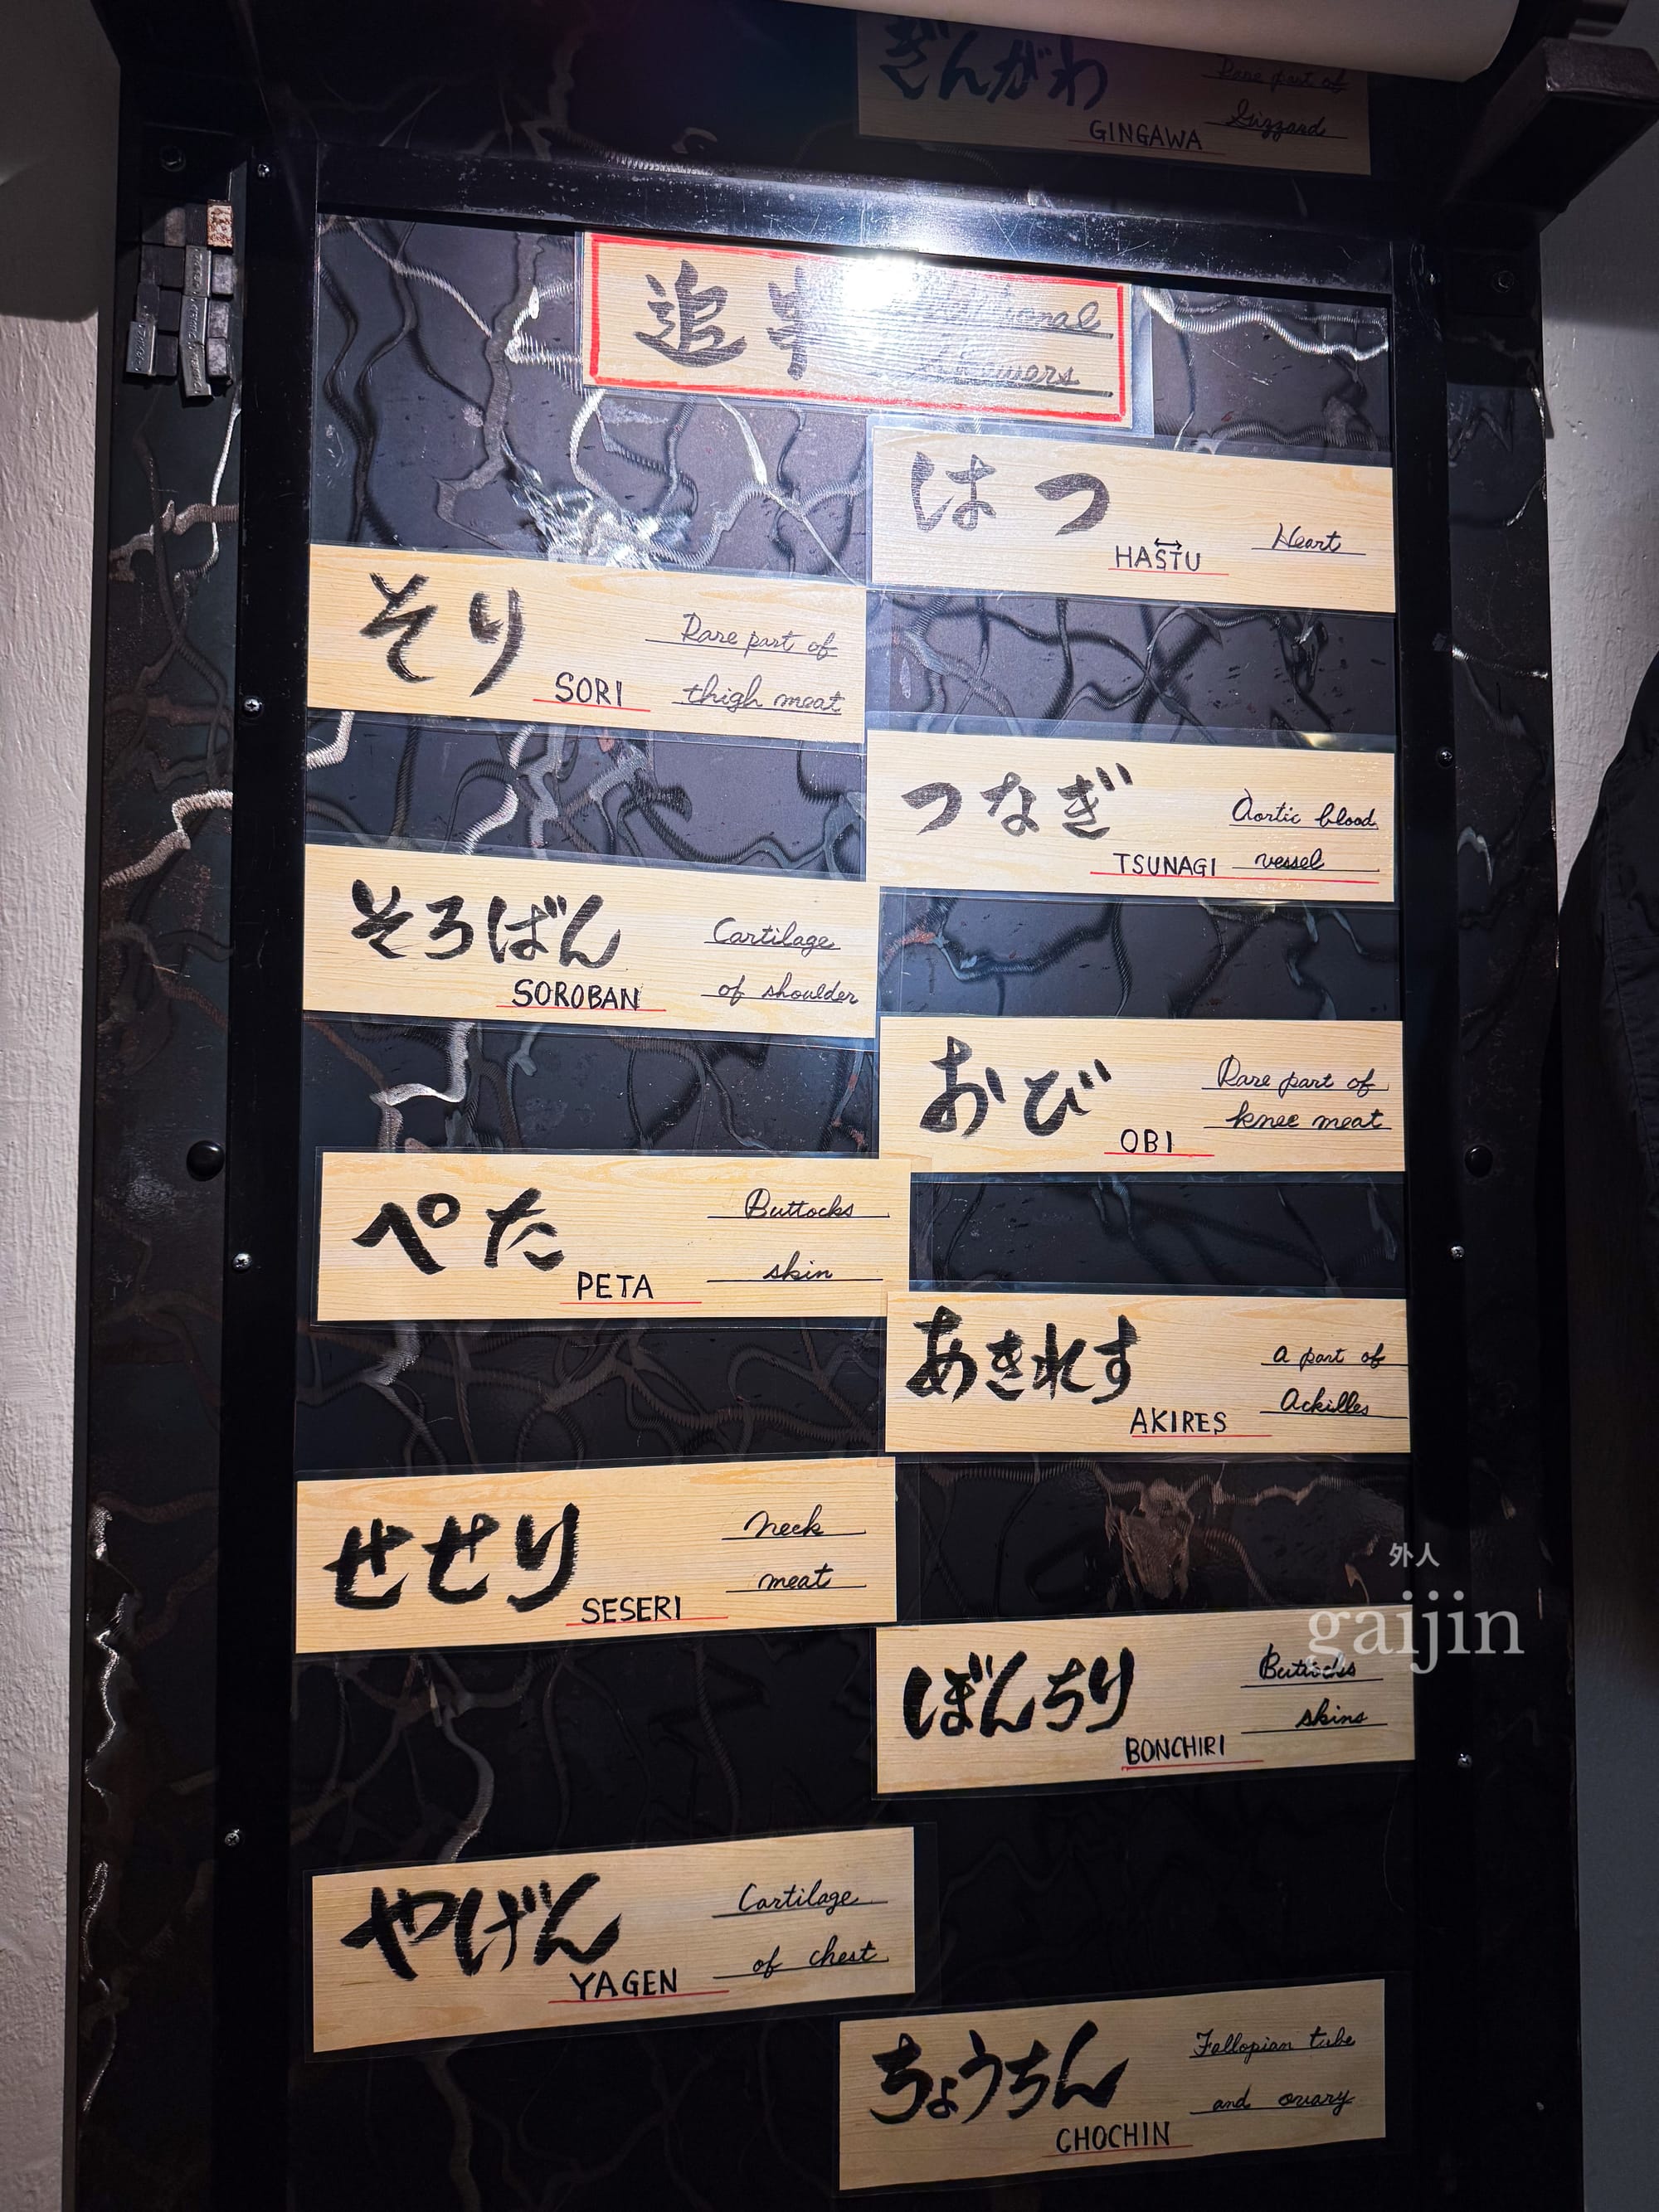 ぎんがわ
GINGAWA
Rare part of
Gizzard
追串
Additional
skewers
はつ
HASTU
Heart
そり
SORI
Rare part of
thigh meat
つなぎ
TSUNAGI
Aortic blood
vessel
そろばん
SOROBAN
Cartilage
of shoulder
おび
OBI
Rare part of
knee meat
ぺた
PETA
Buttocks
skin
あきれす
AKIRES
a part of
Ackilles
せせり
SESERI
neck
meat
ぼんちり
BONCHIRI
Buttocks
skins
やげん
YAGEN
Cartilage
of chest
ちょうちん
CHOCHIN
Fallopian tube
and ovary
外人
gaijin